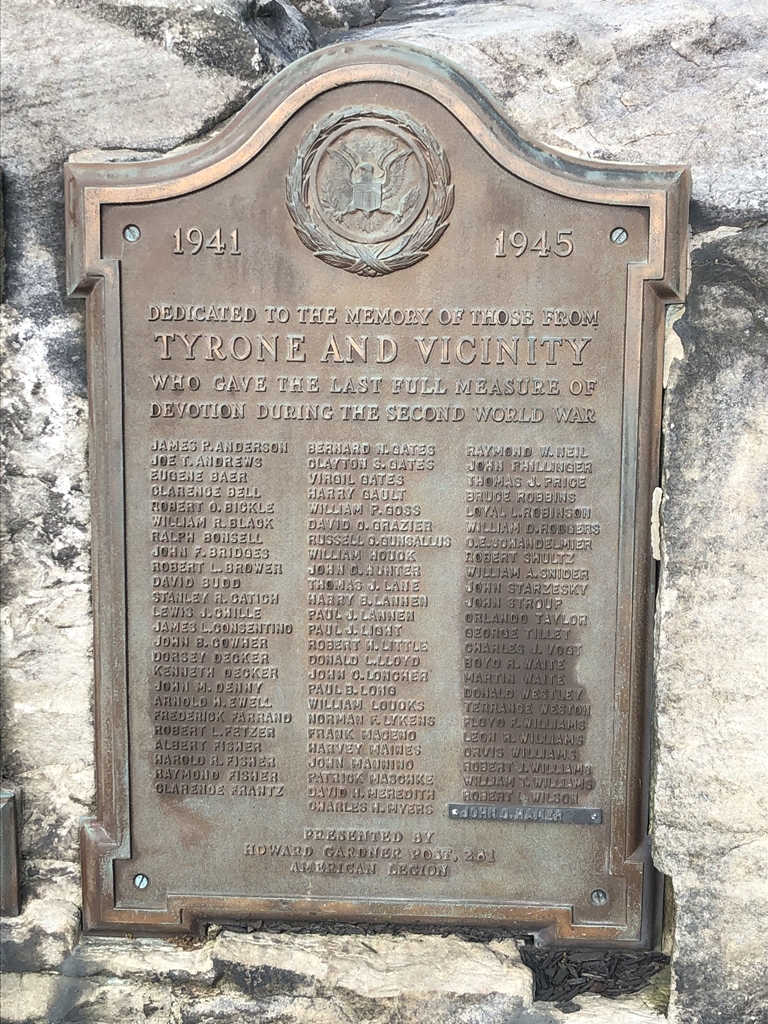 1941 1945
DEDICATED TO THE MEMORY OF THOSE FROM
TYRONE AND VICINITY
WHO GAVE THE LAST FULL MEASURE OF
DEVOTION DURING THE SECOND WORLD WAR
JAMES P. ANDERSON
JOE T. ANDREWS
EUGENE BAER
CLARENCE BELL
ROBERT O. BICKLE
WILLIAM R. BLACK
RALPH BONSELL
JOHN F. BRIDGES
ROBERT L. BROWER
DAVID BUDD
STANLEY R. CATICH
LEWIS J. CHILLE
JAMES L. CONSENTINO
JOHN B. COWHER
DORSEY DECKER
KENNETH DECKER
JOHN M. DENNY
ARNOLD H. EWELL
FREDERICK FARRAND
ROBERT L. FETZER
ALBERT FISHER
HAROLD R. FISHER
RAYMOND FISHER
CLARENCE FRANTZ
BERNARD N. GATES
CLAYTON S. GATES
VIRGIL GATES
HARRY GAULT
WILLIAM P. GOSS
DAVID C. GRAZIER
RUSSELL C. GUNSALLUS
WILLIAM HOUCK
JOHN D. HUNTER
THOMAS J. LANE
HARRY B. LANNEN
PAUL J. LANNEN
PAUL J. LIGHT
ROBERT H. LITTLE
DONALD L. LLOYD
JOHN C. LONCHER
PAUL B. LONG
WILLIAM LOUCKS
NORMAN F. LYKENS
FRANK MACENO
HARVEY MAINES
JOHN MANNINO
PATRICK MASCHKE
DAVID H. MEREDITH
CHARLES H. MYERS
RAYMOND W. NEIL
JOHN PHILLINGER
THOMAS J. PRICE
BRUCE ROBBINS
LOYAL L. ROBINSON
WILLIAM D. RODGERS
C. E. SCHANDELMIER
ROBERT SHULTZ
WILLIAM A. SNIDER
JOHN STARZESKY
JOHN STROUP
ORLANDO TAYLOR
GEORGE TILLET
CHARLES J. VOGT
BOYD H. WAITE
MARTIN WAITE
DONALD WESTLEY
TERRANCE WESTON
FLOYD F. WILLIAMS
LEON R. WILLIAMS
ORVIS WILLIAMS
ROBERT J. WILLIAMS
WILLIAM T. WILLIAMS
ROBERT L. WILSON
JOHN HAMER
PRESENTED BY
HOWARD GARDNER POST, 281
AMERICAN LEGION